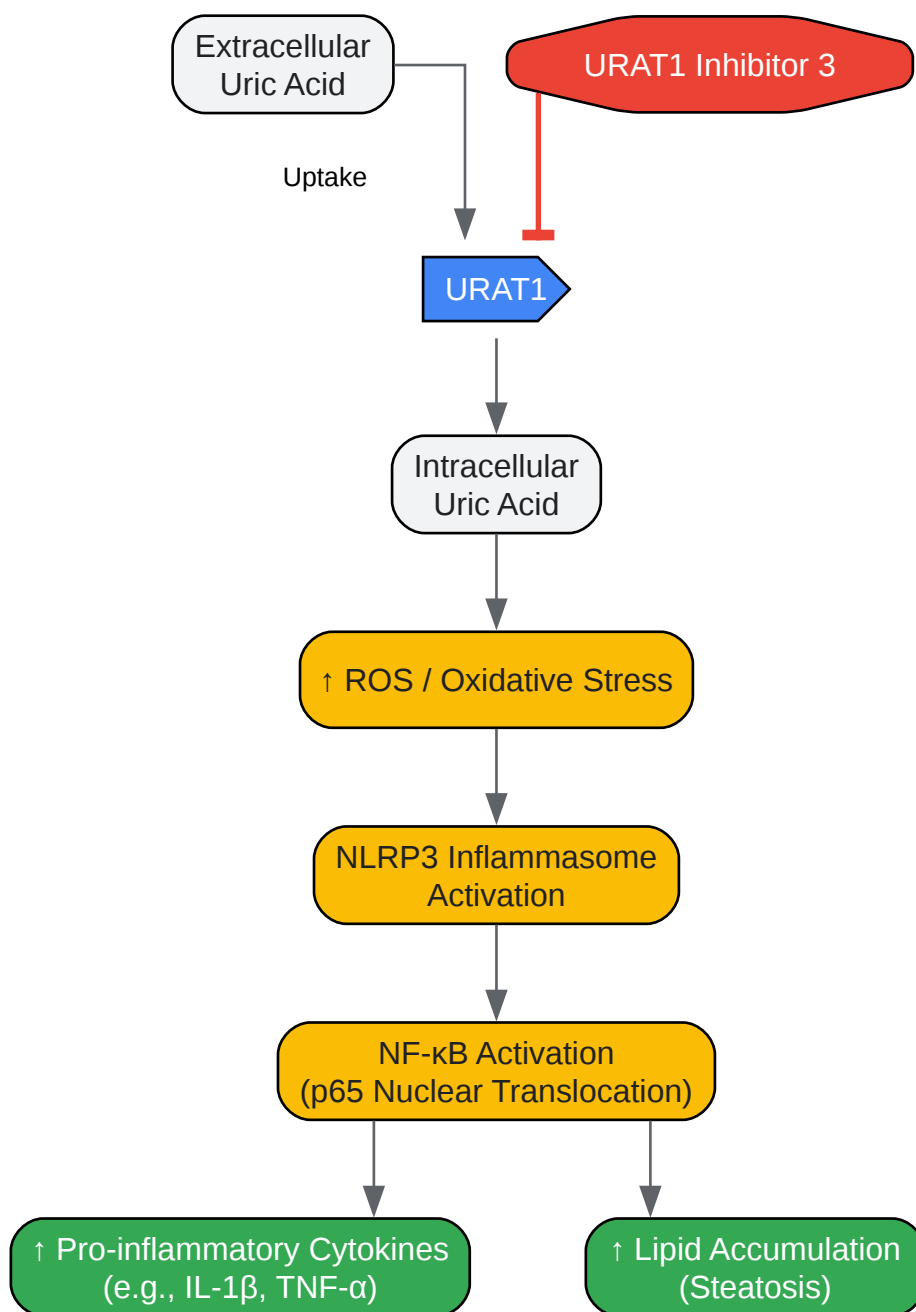 Extracellular
Uric Acid
URAT1 Inhibitor 3
Uptake
URAT1
Intracellular
Uric Acid
↑ ROS / Oxidative Stress
NLRP3 Inflammasome
Activation
NF-κB Activation
(p65 Nuclear Translocation)
↑ Pro-inflammatory Cytokines
(e.g., IL-1β, TNF-α)
↑ Lipid Accumulation
(Steatosis)